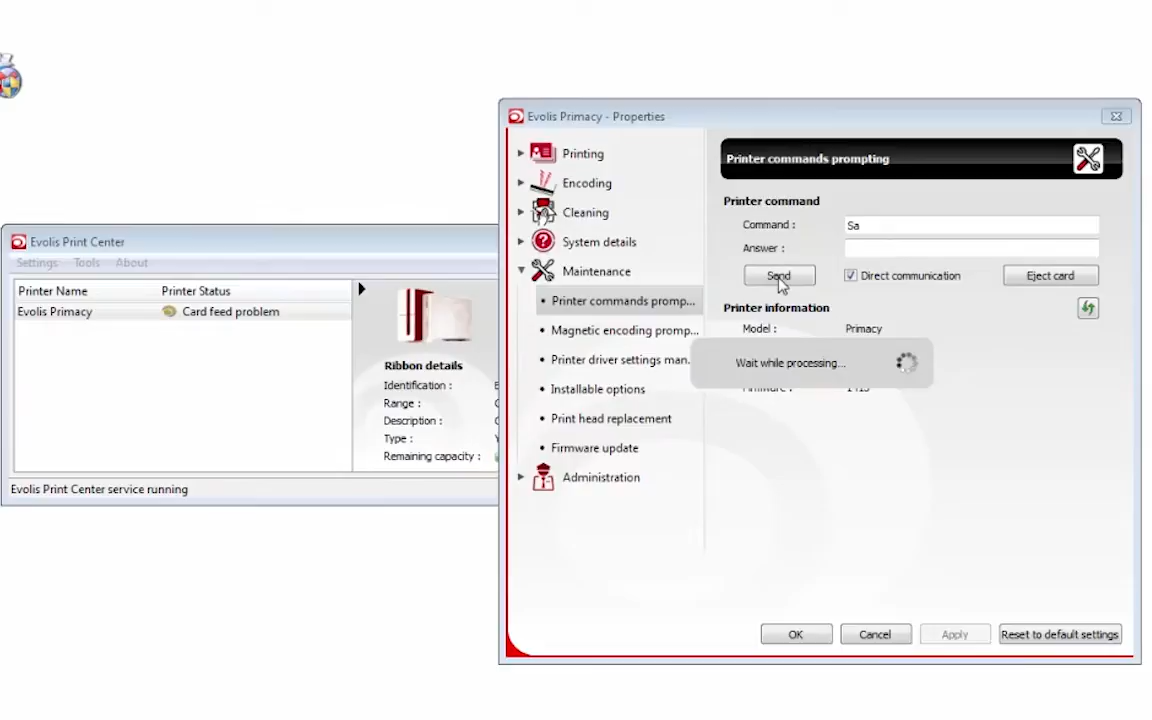 Evolis Print Center
Settings Tools About
Printer Name Printer Status
Evolis Primacy Card feed problem
Ribbon details
Identification :
Range :
Description :
Type :
Remaining capacity :
Evolis Print Center service running
Evolis Primacy - Properties
Printing
Encoding
Cleaning
System details
Maintenance
Printer commands promp...
Magnetic encoding promp...
Printer driver settings man.
Installable options
Print head replacement
Firmware update
Administration
Printer commands prompting
Printer command
Command : Sa
Answer :
Send Direct communication Eject card
Printer information
Model : Primacy
Wait while processing...
OK Cancel Apply Reset to default settings